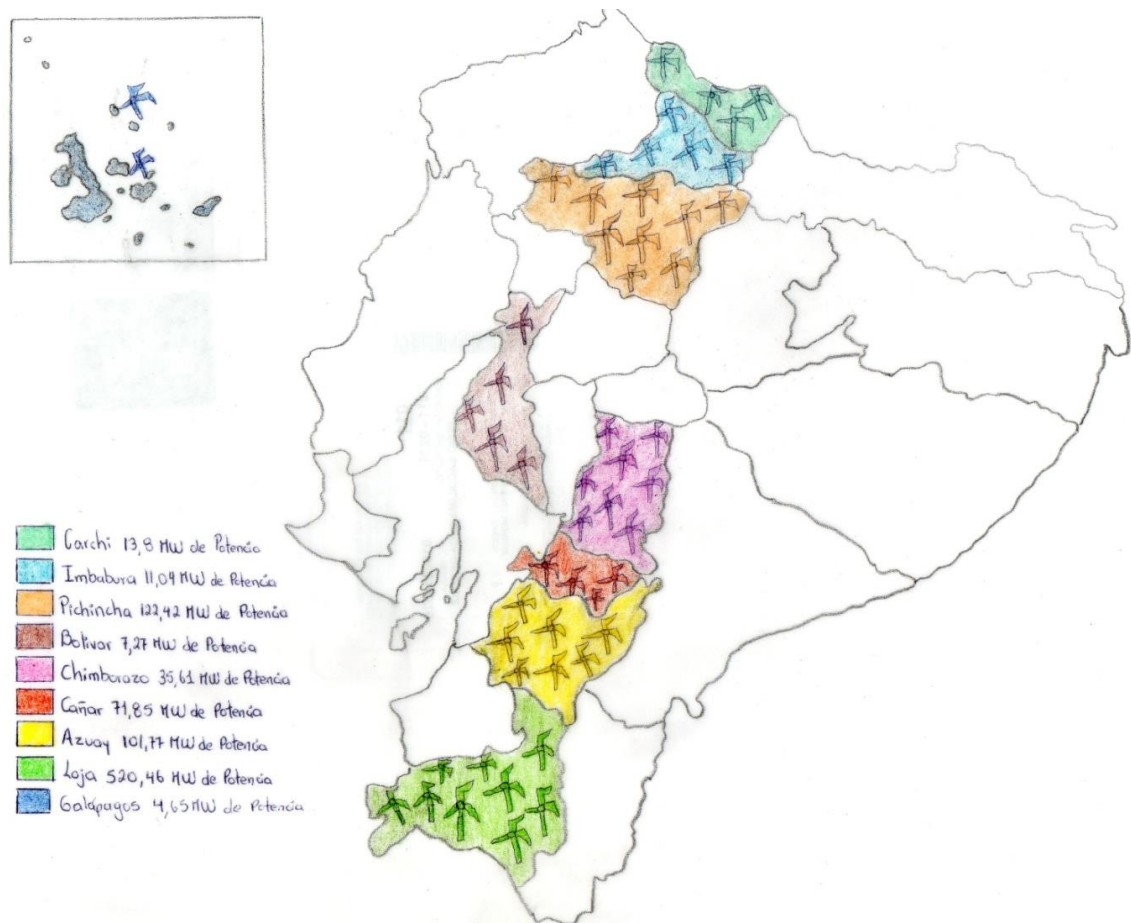 Carchi 13,8 MW de Potencia
Imbabura 11,04 MW de Potencia
Pichincha 122,42 MW de Potencia
Bolivar 7,27 MW de Potencia
Chimborazo 35,61 MW de Potencia
Cañar 71,85 MW de Potencia
Azuay 101,77 MW de Potencia
Loja 520,46 MW de Potencia
Galápagos 4,65 MW de Potencia